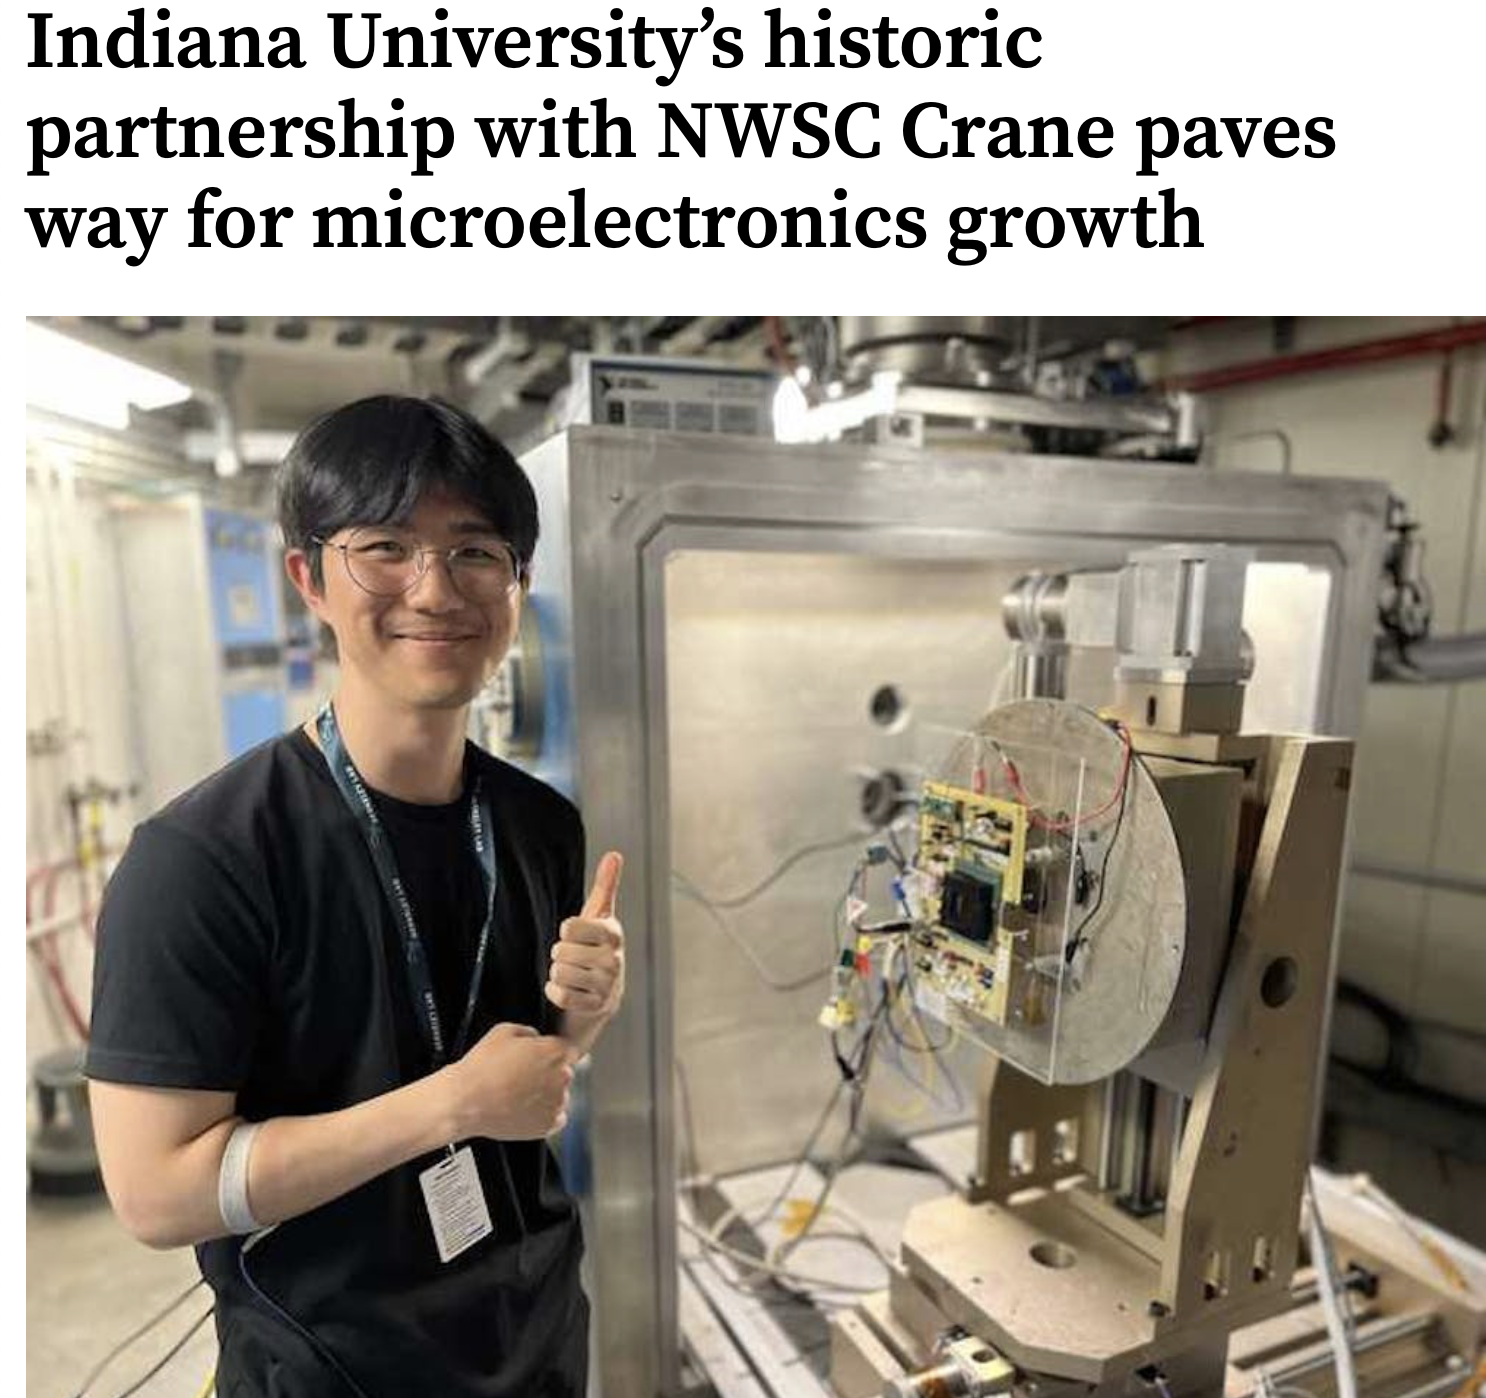 Indiana University’s historic
partnership with NWSC Crane paves
way for microelectronics growth